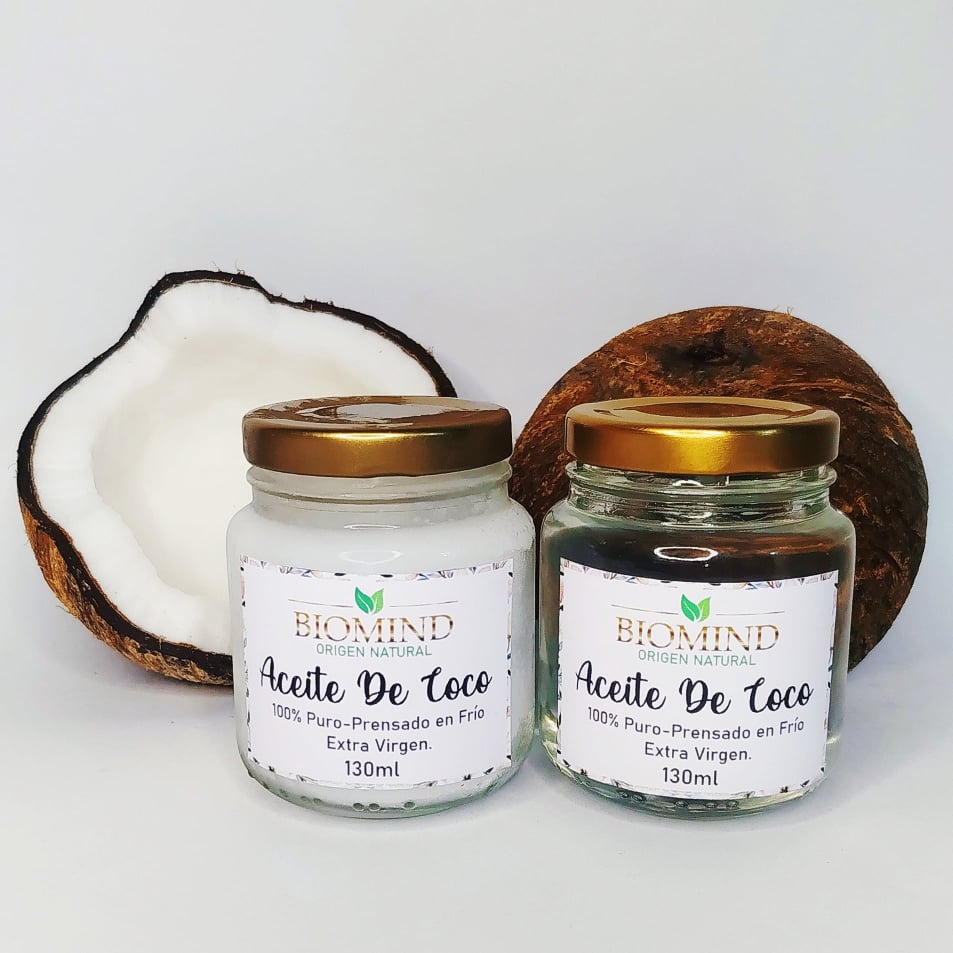 BIOMIND
ORIGEN NATURAL
Aceite De Coco
100% Puro-Prensado en Frío
Extra Virgen.
130ml
BIOMIND
ORIGEN NATURAL
Aceite De Coco
100% Puro-Prensado en Frío
Extra Virgen.
130ml